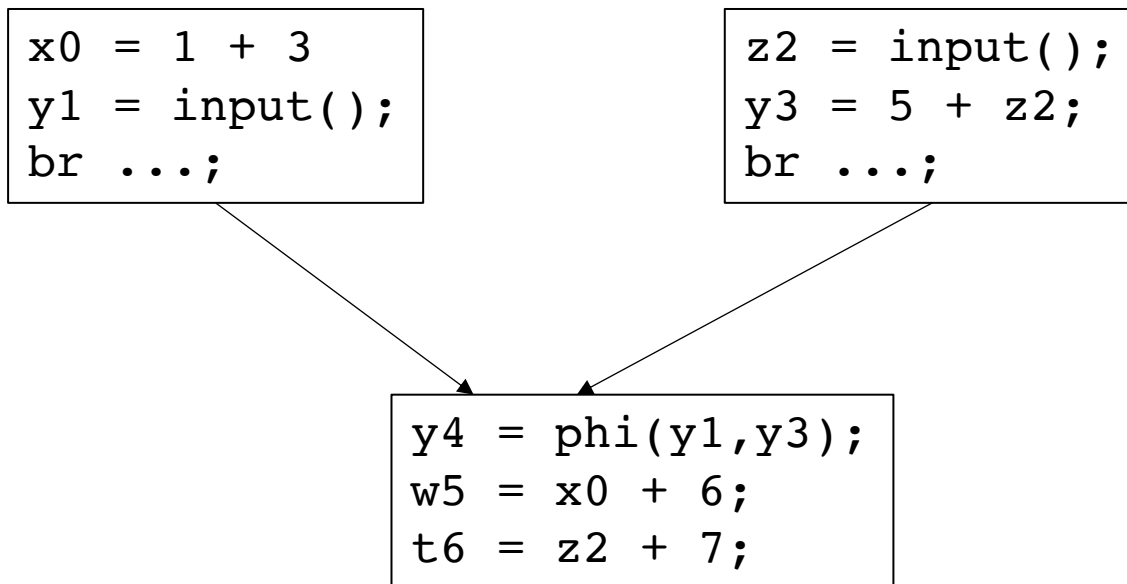 x0 = 1 + 3
y1 = input();
br ...;
z2 = input();
y3 = 5 + z2;
br ...;
y4 = phi(y1,y3);
w5 = x0 + 6;
t6 = z2 + 7;